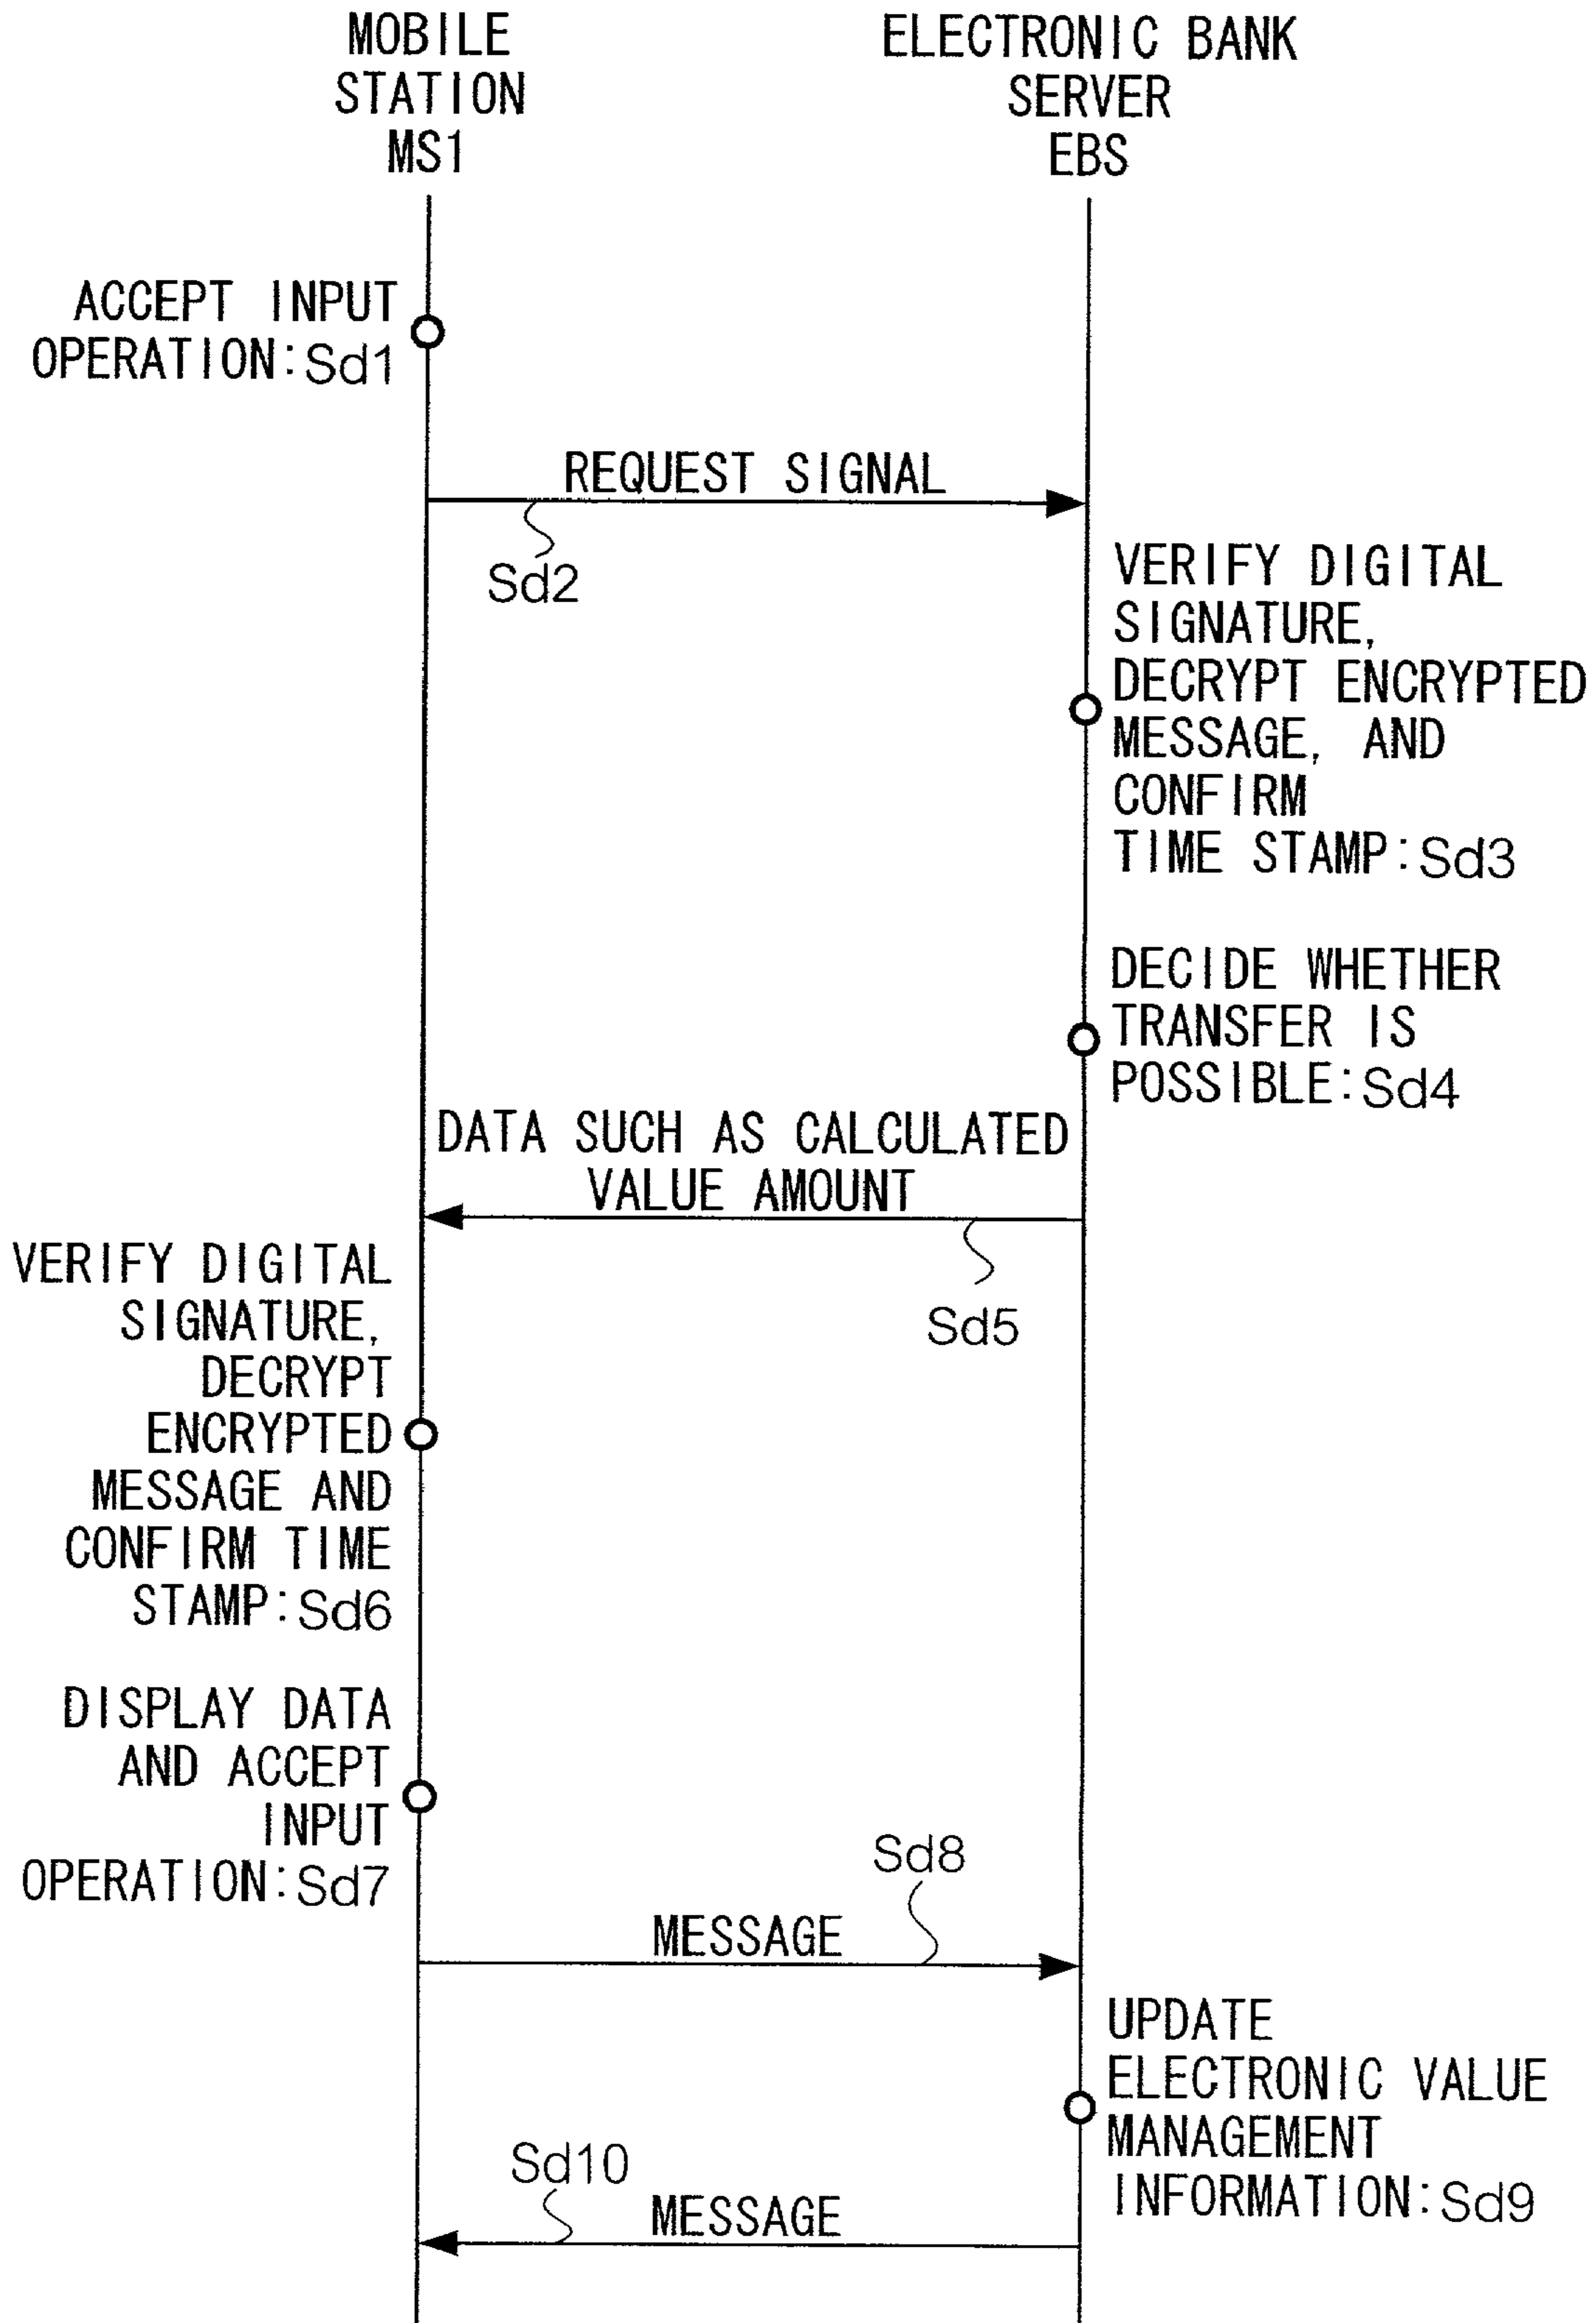 MOBILE
STATION
MS1
ELECTRONIC BANK
SERVER
EBS
ACCEPT INPUT
OPERATION:Sd1
REQUEST SIGNAL
Sd2
VERIFY DIGITAL
SIGNATURE,
DECRYPT ENCRYPTED
MESSAGE, AND
CONFIRM
TIME STAMP:Sd3
DECIDE WHETHER
TRANSFER IS
POSSIBLE:Sd4
DATA SUCH AS CALCULATED
VALUE AMOUNT
Sd5
VERIFY DIGITAL
SIGNATURE,
DECRYPT
ENCRYPTED
MESSAGE AND
CONFIRM TIME
STAMP:Sd6
DISPLAY DATA
AND ACCEPT
INPUT
OPERATION:Sd7
Sd8
MESSAGE
UPDATE
ELECTRONIC VALUE
MANAGEMENT
INFORMATION:Sd9
Sd10
MESSAGE